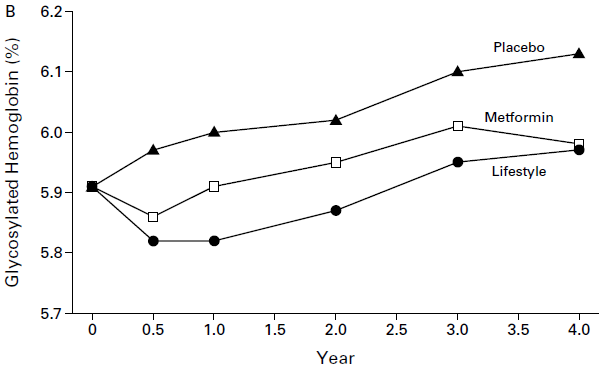 B
Glycosylated Hemoglobin (%)
6.2
6.1
6.0
5.9
5.8
5.7
Placebo
Metformin
Lifestyle
0 0.5 1.0 1.5 2.0 2.5 3.0 3.5 4.0
Year